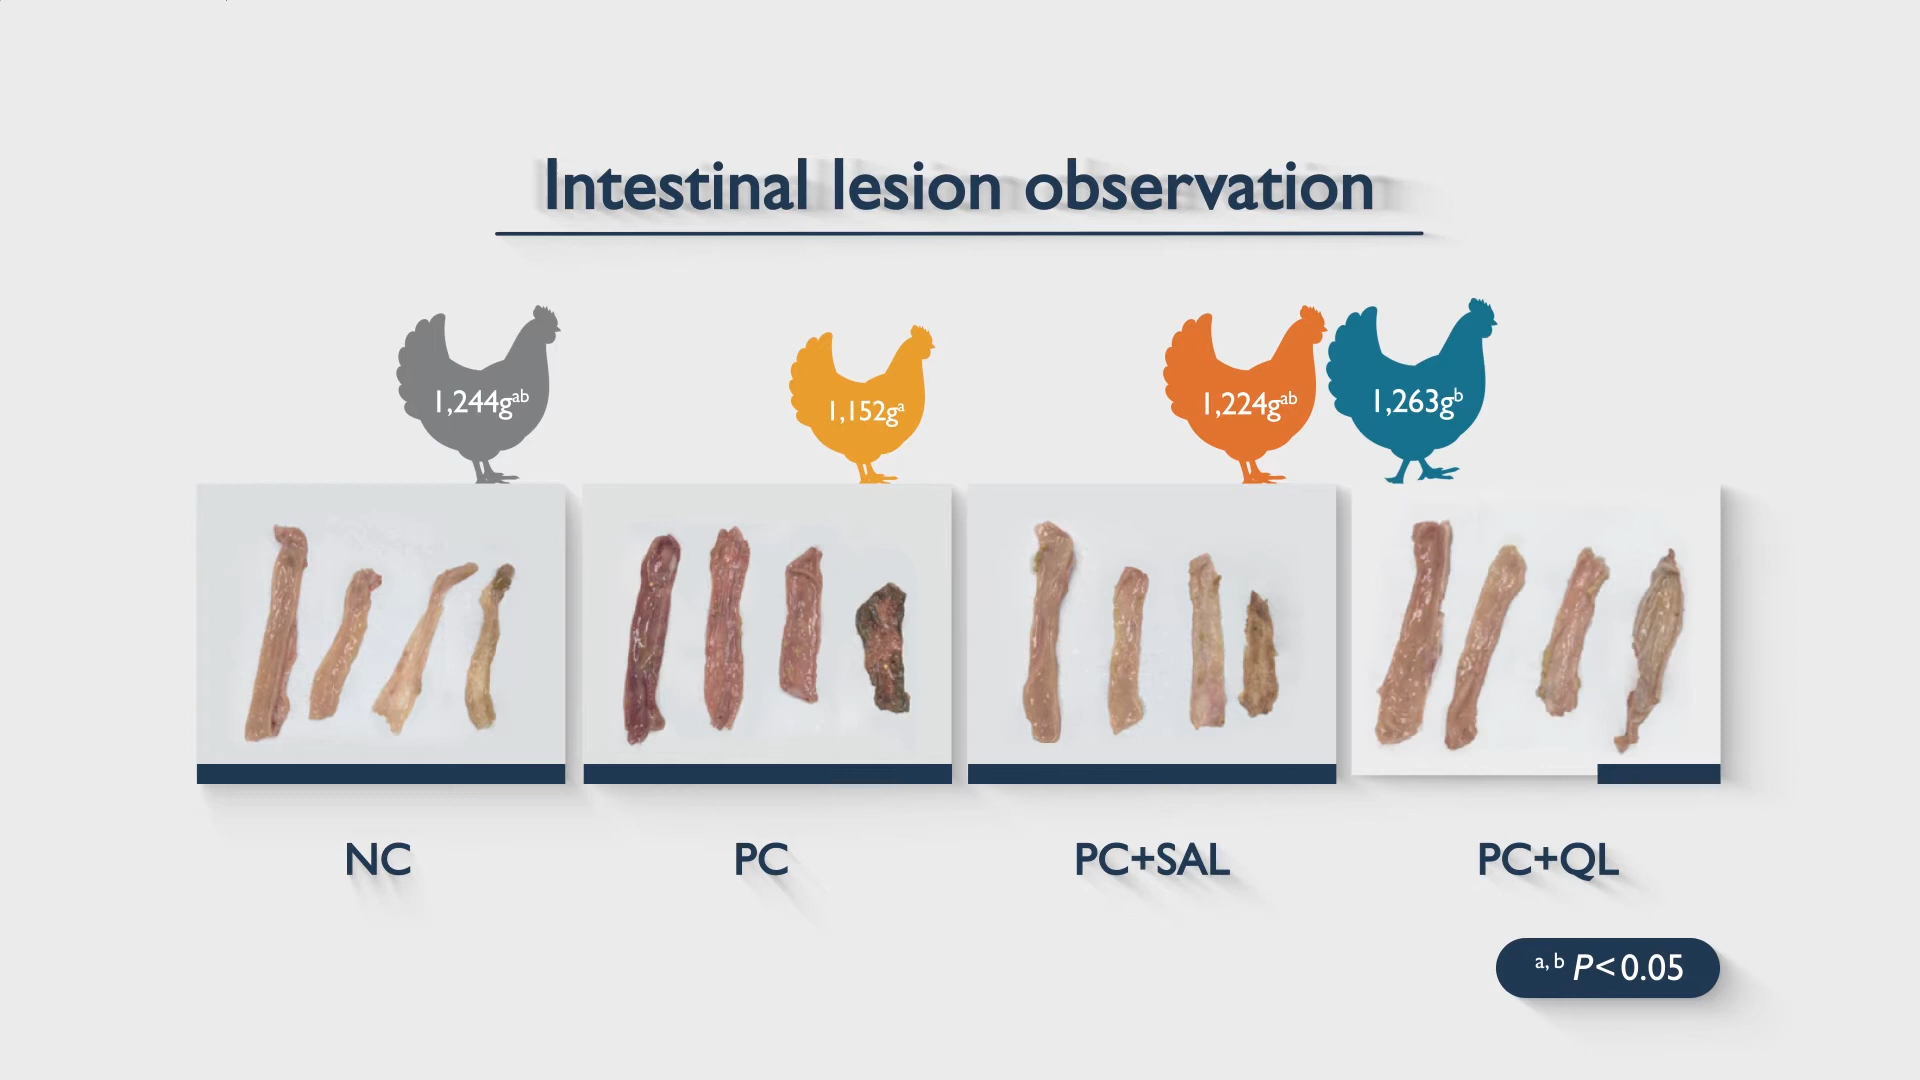 Intestinal lesion observation
1,244gᵃᵇ
1,152gᵃ
1,224gᵃᵇ
1,263gᵇ
NC
PC
PC+SAL
PC+QL
ᵃ, ᵇ P<0.05